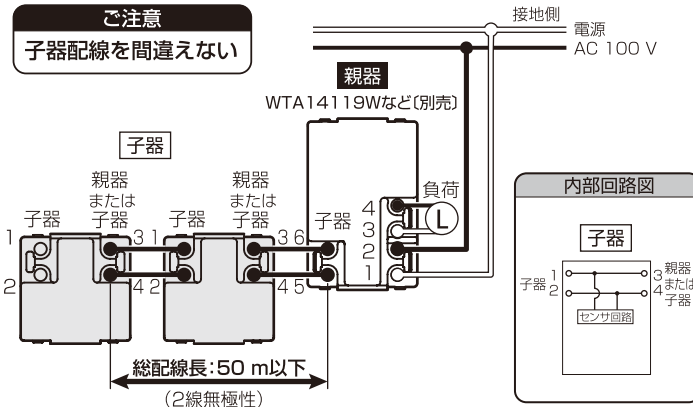 ご注意
子器配線を間違えない
接地側
電源
AC 100 V
親器
WTA14119Wなど〔別売〕
子器
子器
親器
または
子器
子器
親器
または
子器
子器
負荷
L
1
2
3
4
1
2
3
4
6
5
4
3
2
1
総配線長:50 m以下
(2線無極性)
内部回路図
子器
子器
1
2
3
4
親器
または
子器
センサ回路